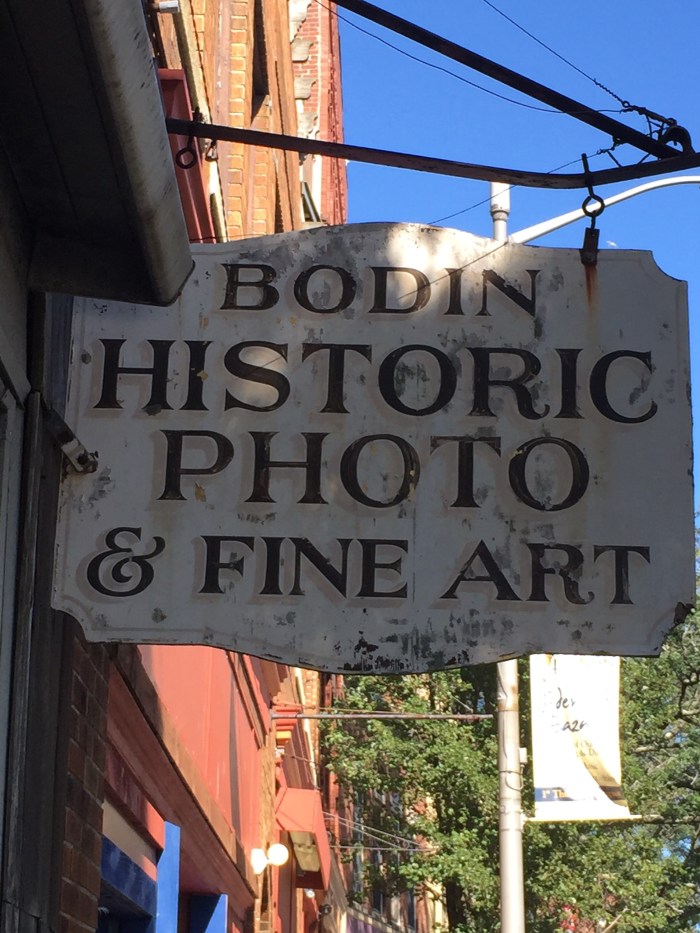 BODIN
HISTORIC
PHOTO
& FINE ART